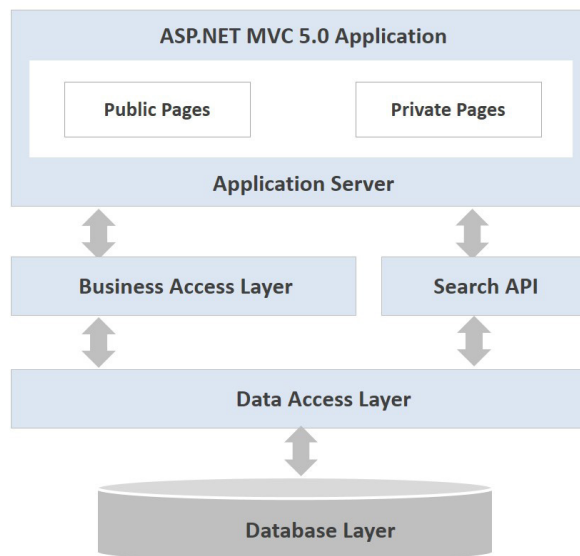 ASP.NET MVC 5.0 Application
Public Pages
Private Pages
Application Server
Business Access Layer
Search API
Data Access Layer
Database Layer